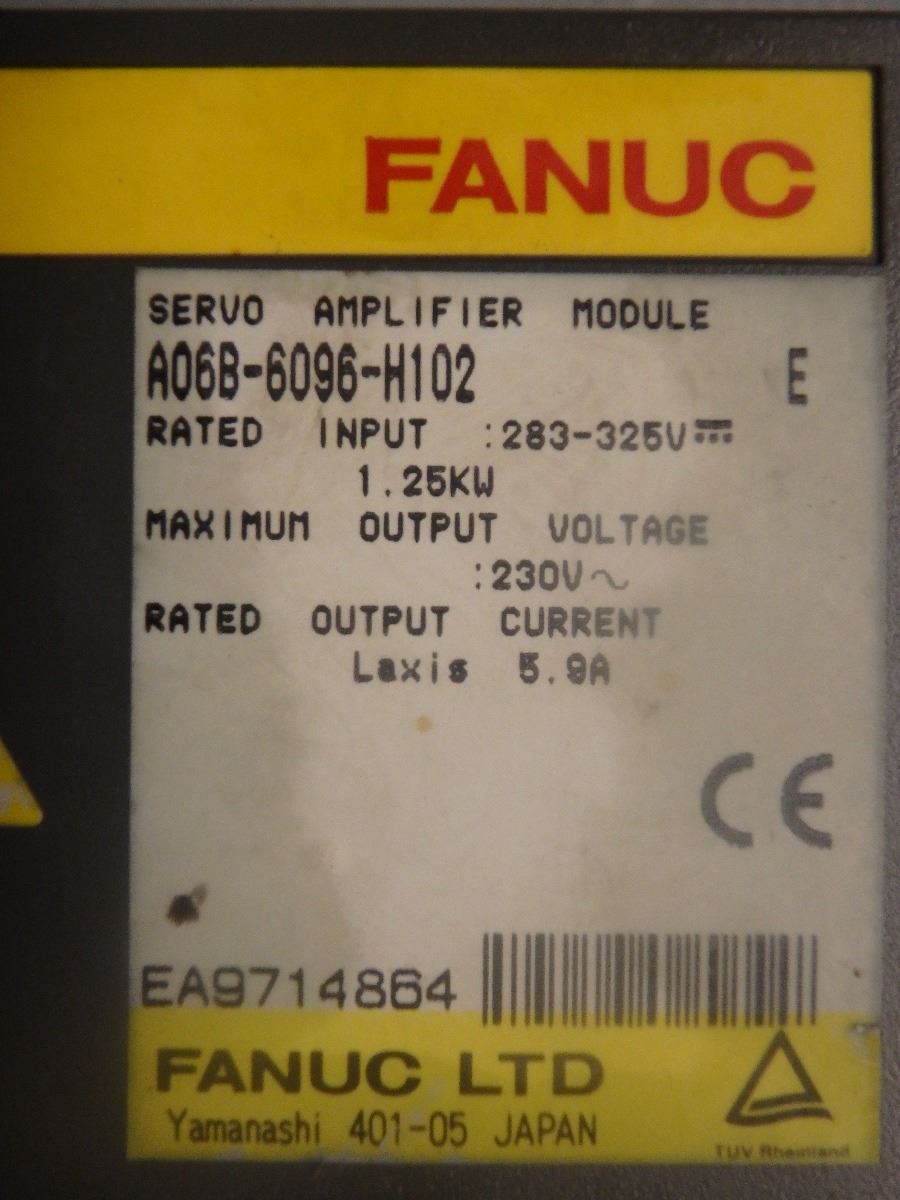 FANUC
SERVO AMPLIFIER MODULE
A06B-6096-H102 E
RATED INPUT :283-325V⎓
1.25KW
MAXIMUM OUTPUT VOLTAGE
:230V~
RATED OUTPUT CURRENT
Laxis 5.9A
CE
EA9714864
FANUC LTD
Yamanashi 401-05 JAPAN
TUV Rheinland